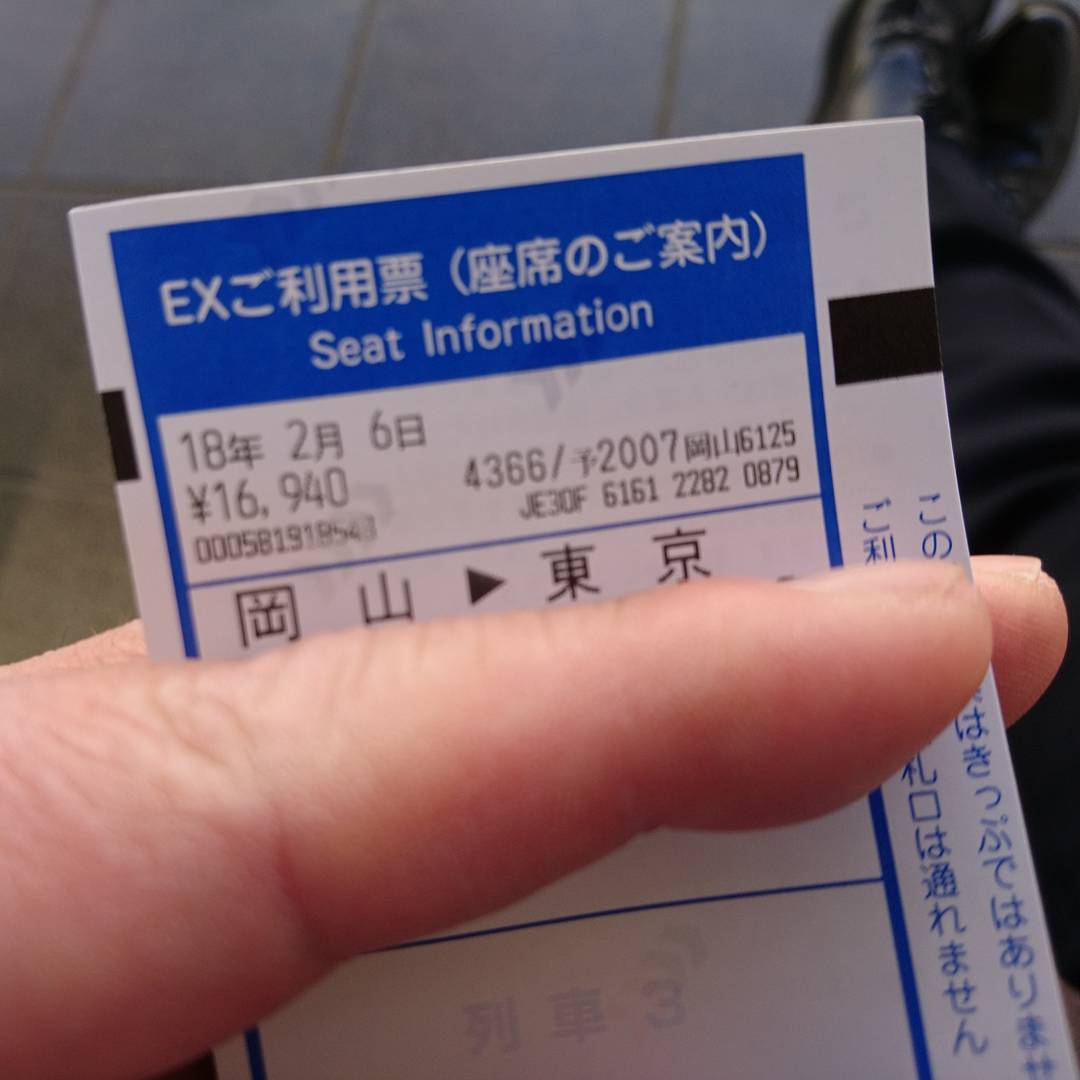 EXご利用票（座席のご案内）
Seat Information
18年 2月 6日
¥16,940
4366/予2007岡山6125
JE30F 6161 2282 0879
岡 山 ▶ 東 京
この
はきっぷではありませ
ご利
札口は通れません
列車 3